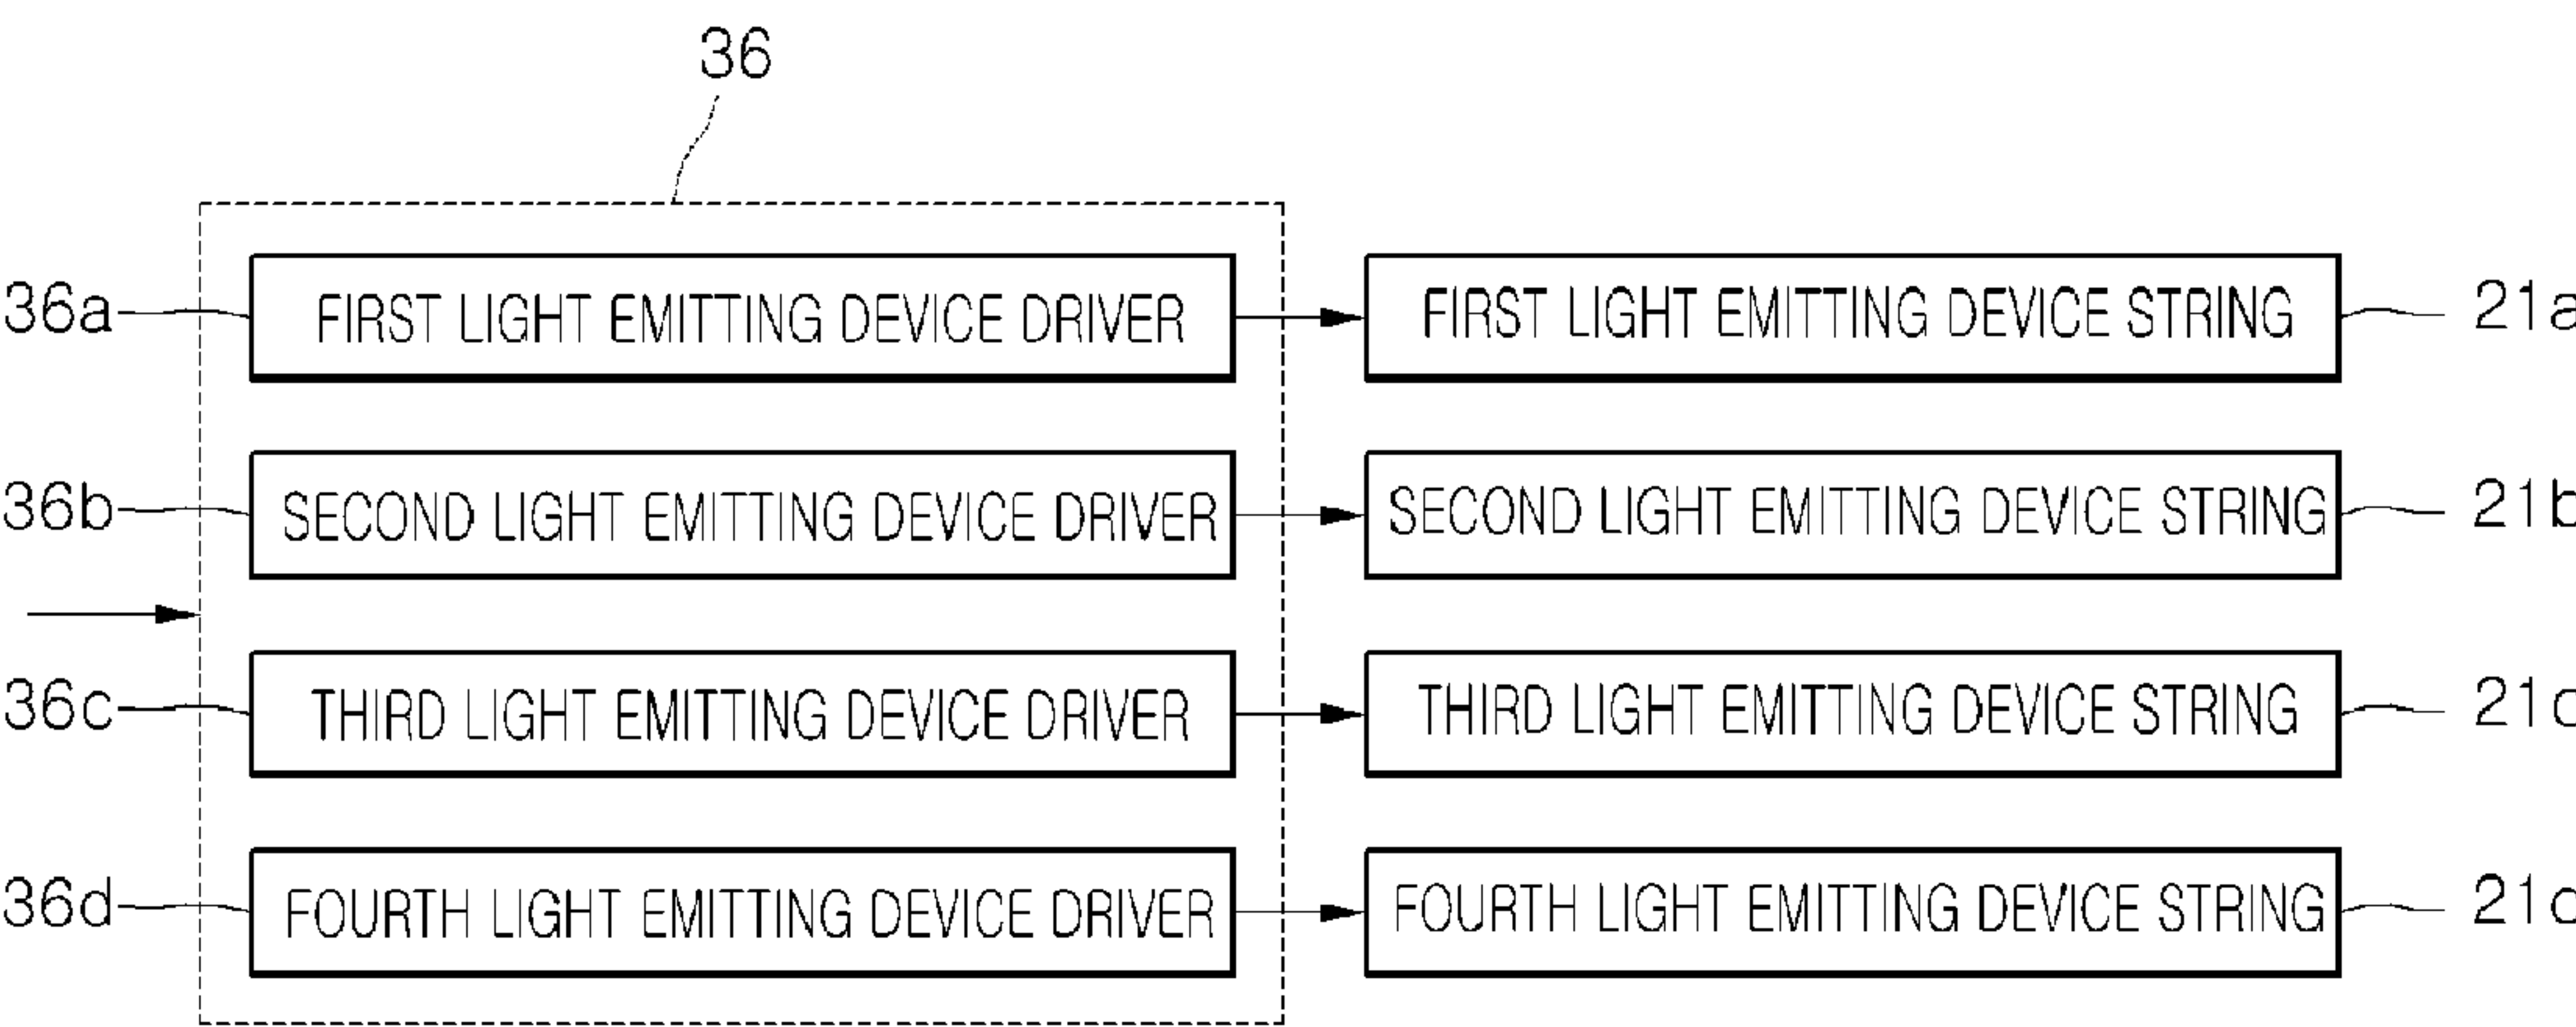 36
36a FIRST LIGHT EMITTING DEVICE DRIVER FIRST LIGHT EMITTING DEVICE STRING 21a
36b SECOND LIGHT EMITTING DEVICE DRIVER SECOND LIGHT EMITTING DEVICE STRING 21b
36c THIRD LIGHT EMITTING DEVICE DRIVER THIRD LIGHT EMITTING DEVICE STRING 21c
36d FOURTH LIGHT EMITTING DEVICE DRIVER FOURTH LIGHT EMITTING DEVICE STRING 21d